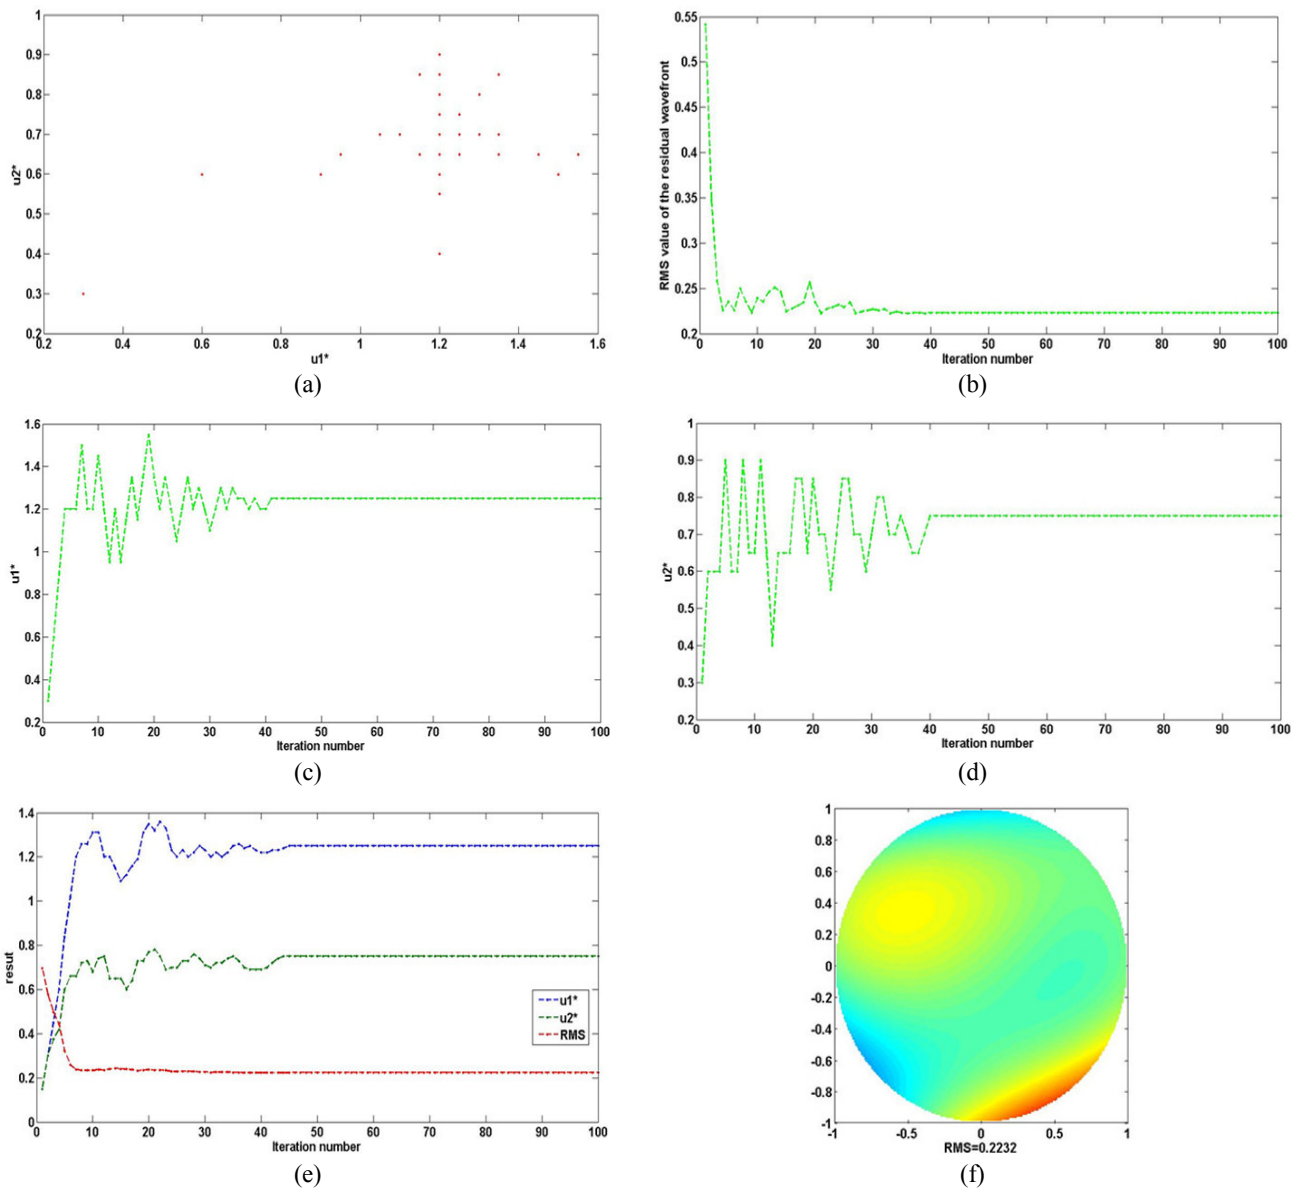 1
0.9
0.8
0.7
0.6
0.5
0.4
0.3
0.2
u2*
0.2 0.4 0.6 0.8 1 1.2 1.4 1.6
u1*
(a)
0.55
0.5
0.45
0.4
0.35
0.3
0.25
0.2
RMS value of the residual wavefront
0 10 20 30 40 50 60 70 80 90 100
Iteration number
(b)
1.6
1.4
1.2
1
0.8
0.6
0.4
0.2
u1*
0 10 20 30 40 50 60 70 80 90 100
Iteration number
(c)
1
0.9
0.8
0.7
0.6
0.5
0.4
0.3
0.2
u2*
0 10 20 30 40 50 60 70 80 90 100
Iteration number
(d)
1.4
1.2
1
0.8
0.6
0.4
0.2
0
resut
u1*
u2*
RMS
0 10 20 30 40 50 60 70 80 90 100
Iteration number
(e)
1
0.8
0.6
0.4
0.2
0
-0.2
-0.4
-0.6
-0.8
-1
-1 -0.5 0 0.5 1
RMS=0.2232
(f)